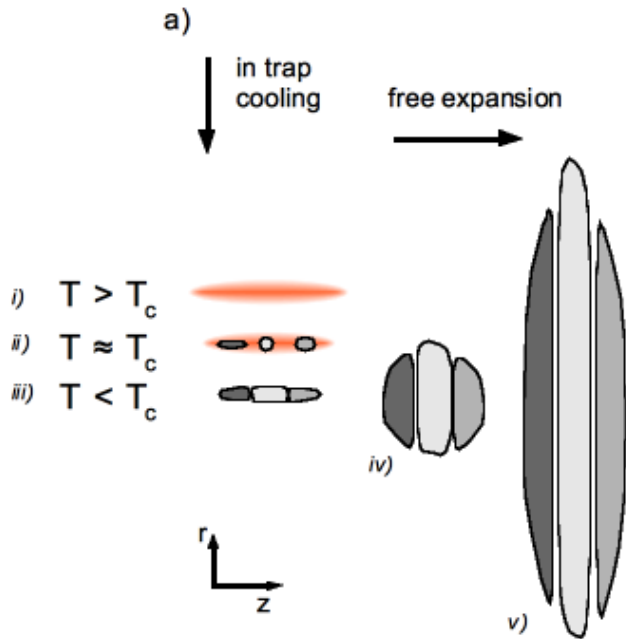 a)
in trap
cooling
free expansion
i) T > Tc
ii) T ≈ Tc
iii) T < Tc
iv)
r
z
v)